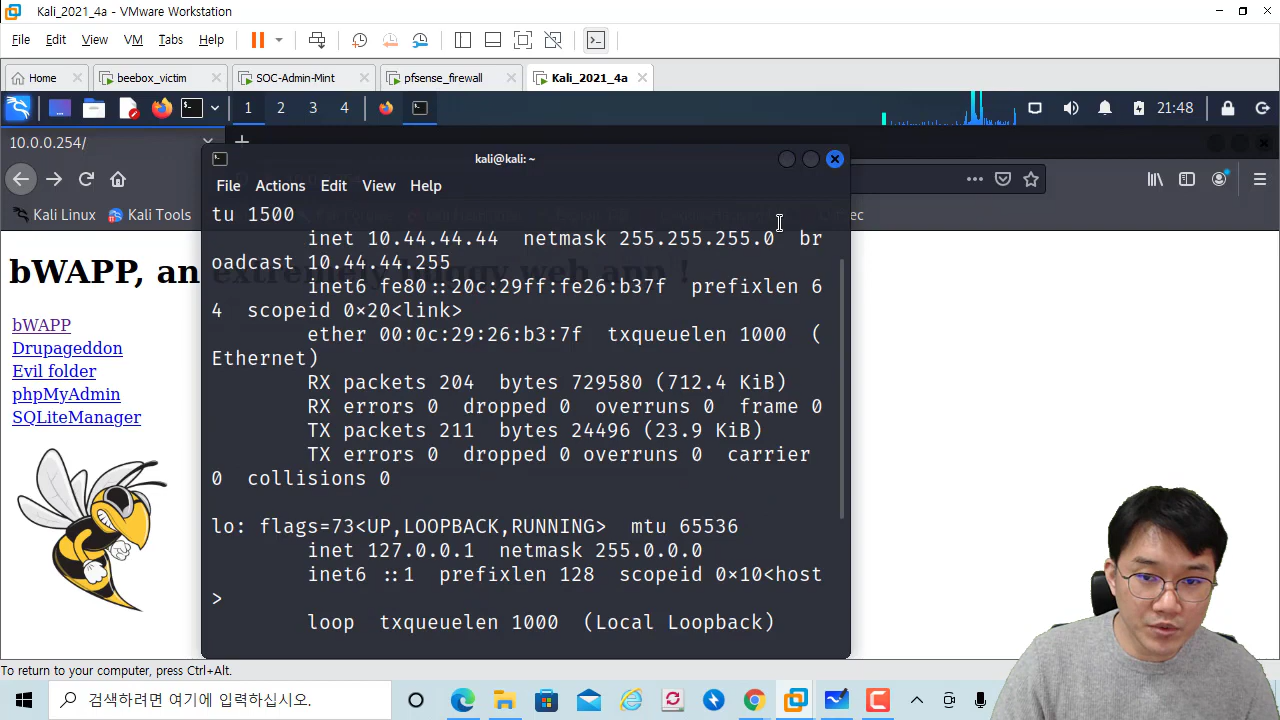 Kali_2021_4a - VMware Workstation
File Edit View VM Tabs Help
Home beebox_victim SOC-Admin-Mint pfsense_firewall Kali_2021_4a
1 2 3 4 21:48
10.0.0.254/
kali@kali: ~
File Actions Edit View Help
Kali Linux Kali Tools
tu 1500
inet 10.44.44.44 netmask 255.255.255.0 br
oadcast 10.44.44.255
bWAPP, an extremely buggy web app !
inet6 fe80::20c:29ff:fe26:b37f prefixlen 6
4 scopeid 0×20<link>
ether 00:0c:29:26:b3:7f txqueuelen 1000 (
Ethernet)
RX packets 204 bytes 729580 (712.4 KiB)
RX errors 0 dropped 0 overruns 0 frame 0
TX packets 211 bytes 24496 (23.9 KiB)
TX errors 0 dropped 0 overruns 0 carrier
0 collisions 0
lo: flags=73<UP,LOOPBACK,RUNNING> mtu 65536
inet 127.0.0.1 netmask 255.0.0.0
inet6 ::1 prefixlen 128 scopeid 0×10<host
>
loop txqueuelen 1000 (Local Loopback)
bWAPP
Drupageddon
Evil folder
phpMyAdmin
SQLiteManager
To return to your computer, press Ctrl+Alt.
검색하려면 여기에 입력하십시오.